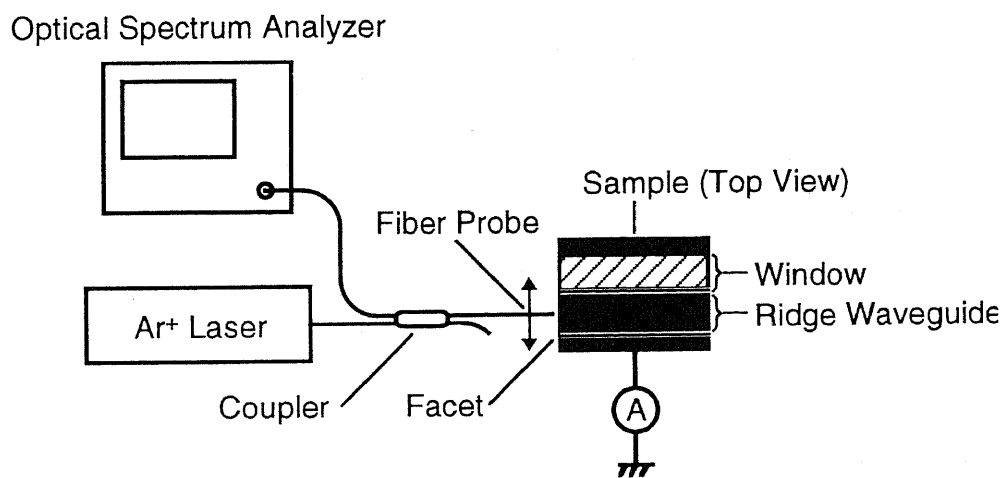 Optical Spectrum Analyzer
Sample (Top View)
Fiber Probe
Window
Ridge Waveguide
Ar+ Laser
Coupler
Facet
A